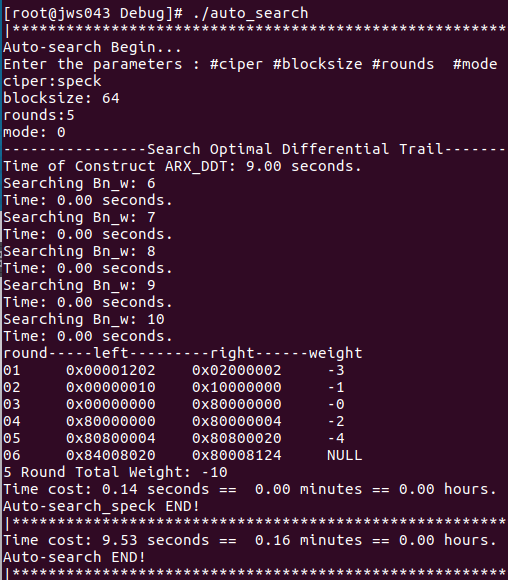 [root@jws043 Debug]# ./auto_search
|************************************************************
Auto-search Begin...
Enter the parameters : #ciper #blocksize #rounds  #mode
ciper:speck
blocksize: 64
rounds:5
mode: 0
----------------Search Optimal Differential Trail-------
Time of Construct ARX_DDT: 9.00 seconds.
Searching Bn_w: 6
Time: 0.00 seconds.
Searching Bn_w: 7
Time: 0.00 seconds.
Searching Bn_w: 8
Time: 0.00 seconds.
Searching Bn_w: 9
Time: 0.00 seconds.
Searching Bn_w: 10
Time: 0.00 seconds.
round-----left---------right------weight
01     0x00001202    0x02000002     -3
02     0x00000010    0x10000000     -1
03     0x00000000    0x80000000     -0
04     0x80000000    0x80000004     -2
05     0x80800004    0x80800020     -4
06     0x84008020    0x80008124     NULL
5 Round Total Weight: -10
Time cost: 0.14 seconds ==  0.00 minutes == 0.00 hours.
Auto-search_speck END!
|************************************************************
Time cost: 9.53 seconds ==  0.16 minutes == 0.00 hours.
Auto-search END!
|************************************************************